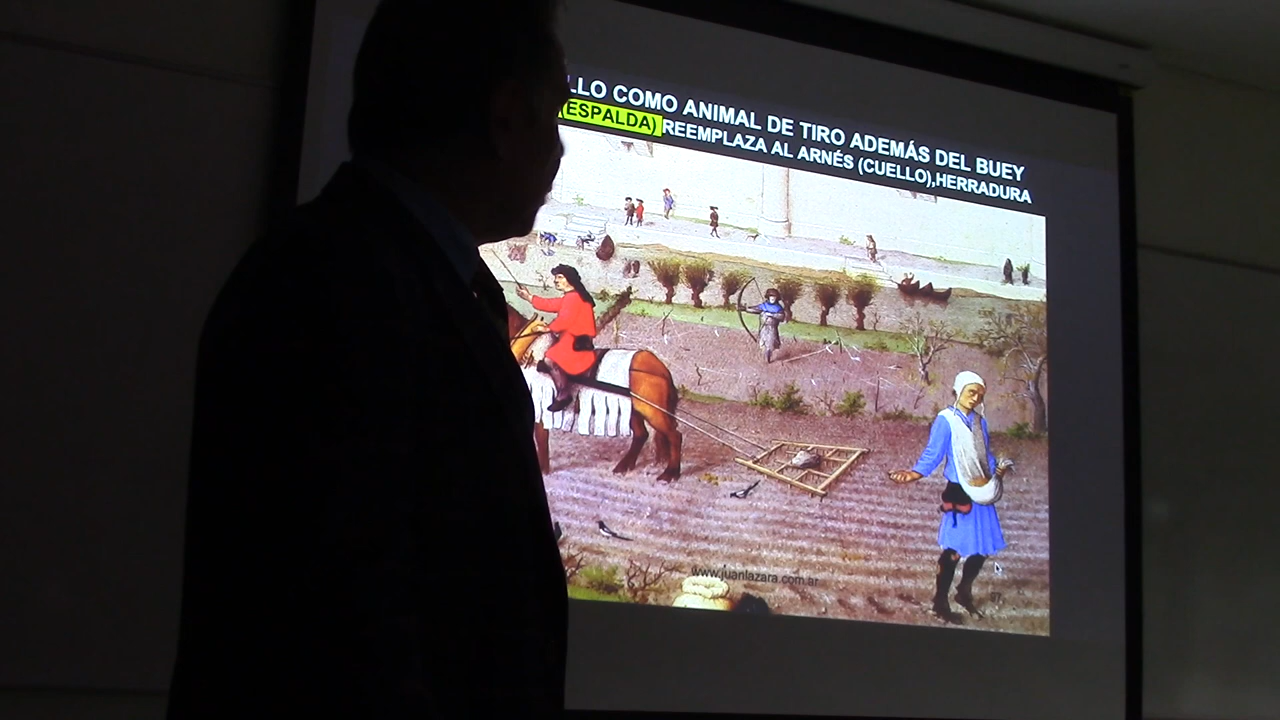 LLO COMO ANIMAL DE TIRO ADEMÁS DEL BUEY
(ESPALDA) REEMPLAZA AL ARNÉS (CUELLO),HERRADURA
www.juanlazara.com.ar